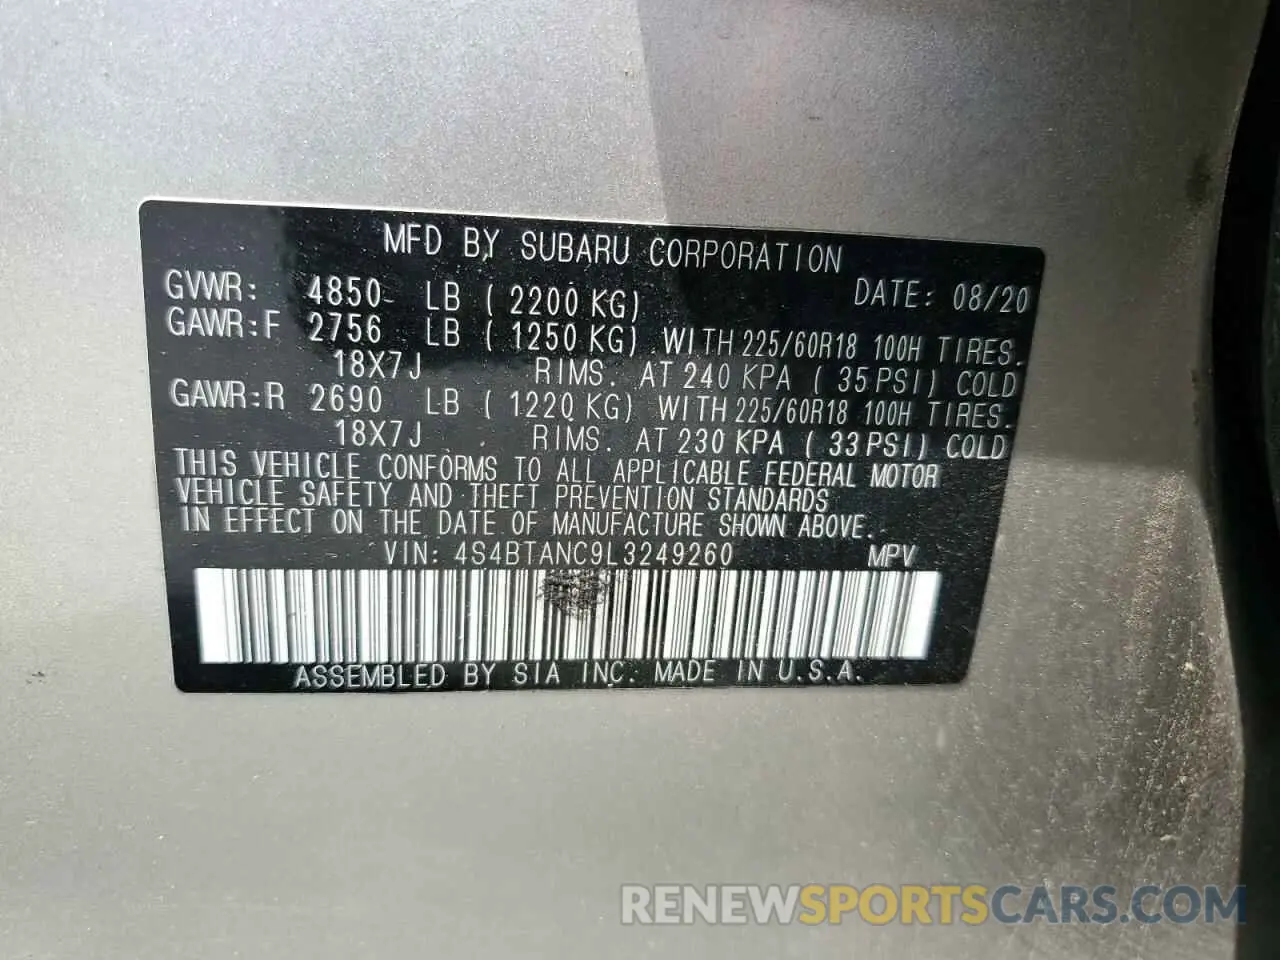 MFD BY SUBARU CORPORATION
GVWR: 4850 LB ( 2200 KG) DATE: 08/20
GAWR:F 2756 LB ( 1250 KG) WITH 225/60R18 100H TIRES.
18X7J RIMS. AT 240 KPA ( 35 PSI) COLD
GAWR:R 2690 LB ( 1220 KG) WITH 225/60R18 100H TIRES.
18X7J RIMS. AT 230 KPA ( 33 PSI) COLD
THIS VEHICLE CONFORMS TO ALL APPLICABLE FEDERAL MOTOR
VEHICLE SAFETY AND THEFT PREVENTION STANDARDS
IN EFFECT ON THE DATE OF MANUFACTURE SHOWN ABOVE.
VIN: 4S4BTANC9L3249260 MPV
ASSEMBLED BY SIA INC. MADE IN U.S.A.
RENEWSPORTSCARS.COM